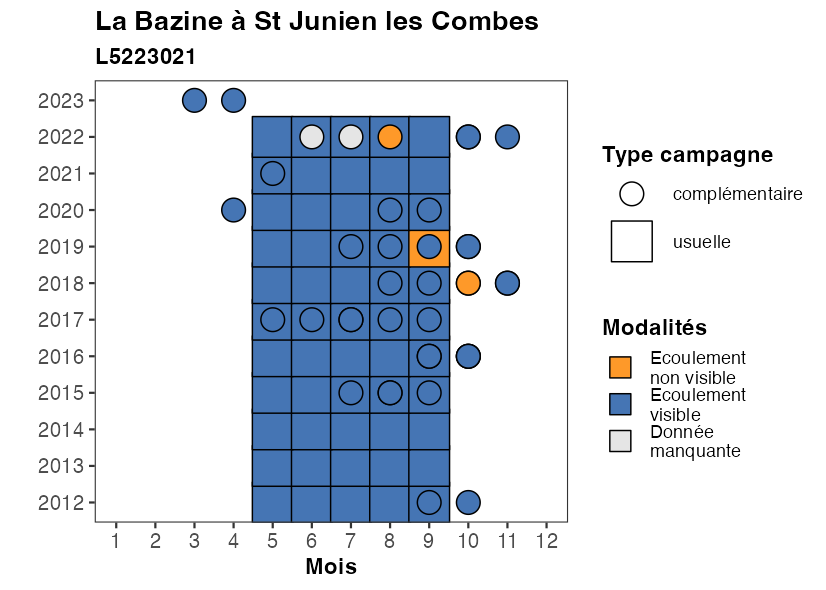 La Bazine à St Junien les Combes
L5223021
2023
2022
2021
2020
2019
2018
2017
2016
2015
2014
2013
2012
1 2 3 4 5 6 7 8 9 10 11 12
Mois
Type campagne
complémentaire
usuelle
Modalités
Ecoulement
non visible
Ecoulement
visible
Donnée
manquante